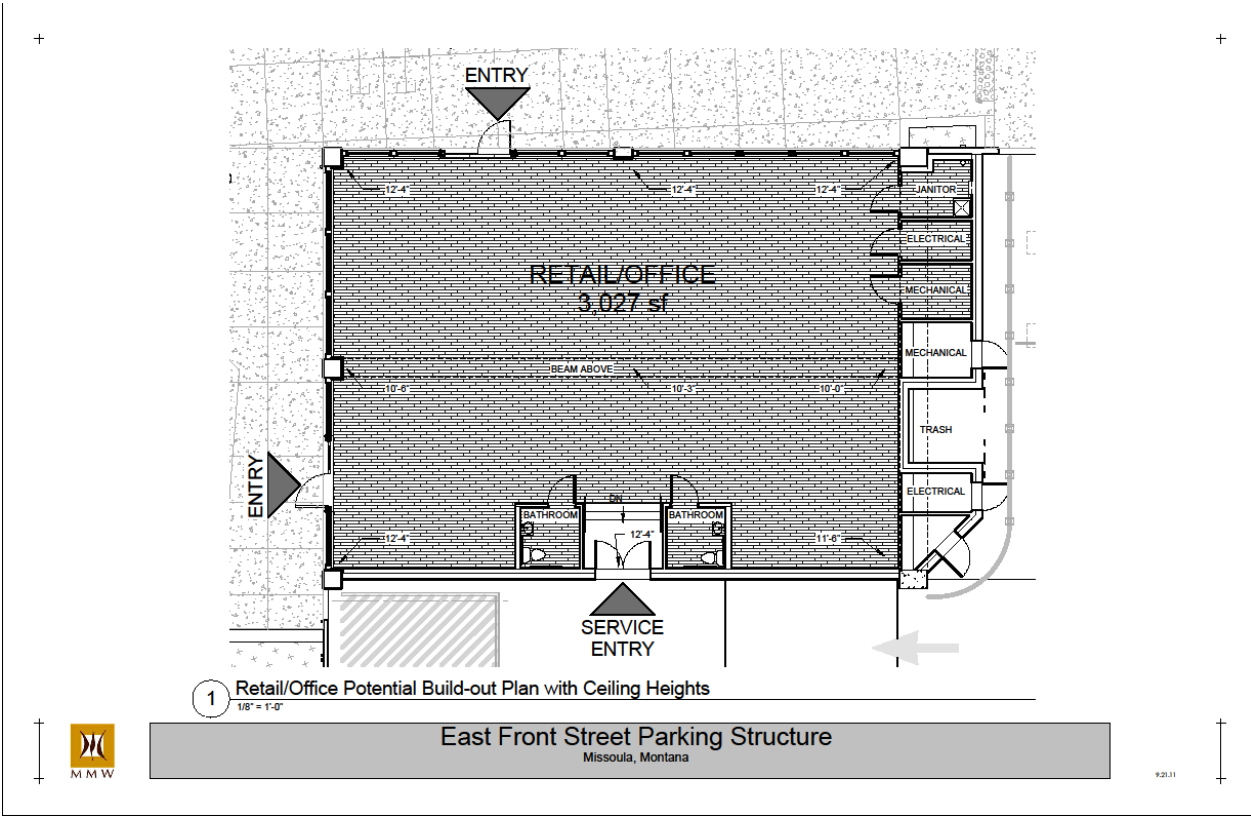 ENTRY
12'-4"
12'-4"
12'-4"
JANITOR
ELECTRICAL
RETAIL/OFFICE
3,027 sf
MECHANICAL
MECHANICAL
BEAM ABOVE
10'-6"
10'-3"
10'-0"
TRASH
ENTRY
ELECTRICAL
DN
BATHROOM
BATHROOM
12'-4"
12'-4"
11'-6"
SERVICE
ENTRY
1
Retail/Office Potential Build-out Plan with Ceiling Heights
1/8" = 1'-0"
East Front Street Parking Structure
Missoula, Montana
MMW
9.21.11